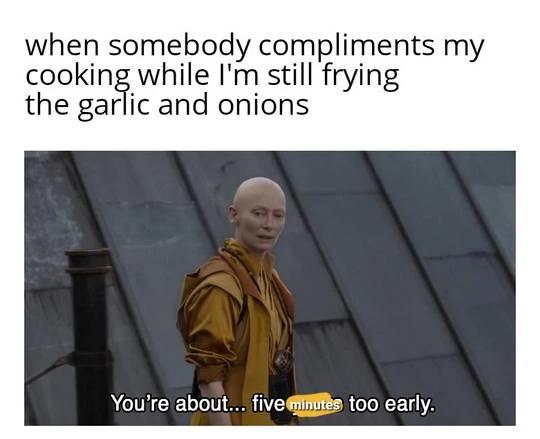 when somebody compliments my
cooking while I'm still frying
the garlic and onions
You're about... five minutes too early.